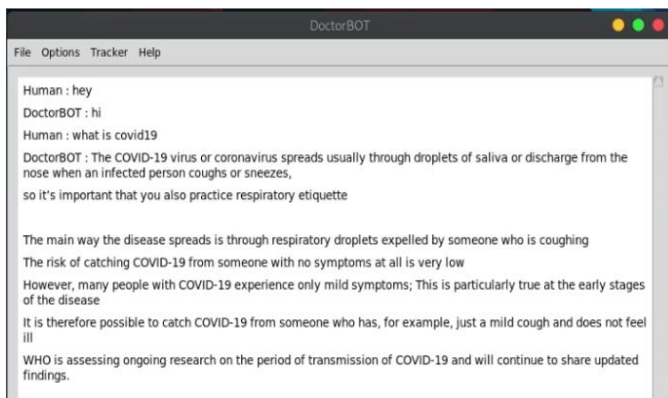 DoctorBOT
File Options Tracker Help
Human : hey
DoctorBOT : hi
Human : what is covid19
DoctorBOT : The COVID-19 virus or coronavirus spreads usually through droplets of saliva or discharge from the
nose when an infected person coughs or sneezes,
so it's important that you also practice respiratory etiquette
The main way the disease spreads is through respiratory droplets expelled by someone who is coughing
The risk of catching COVID-19 from someone with no symptoms at all is very low
However, many people with COVID-19 experience only mild symptoms; This is particularly true at the early stages
of the disease
It is therefore possible to catch COVID-19 from someone who has, for example, just a mild cough and does not feel
ill
WHO is assessing ongoing research on the period of transmission of COVID-19 and will continue to share updated
findings.